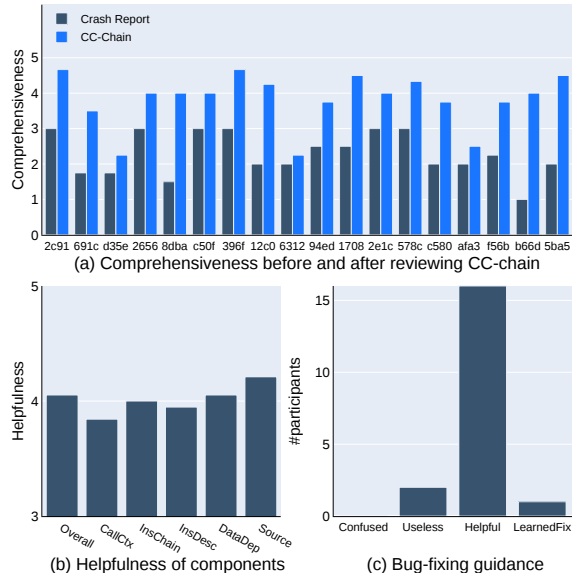 Crash Report
CC-Chain
Comprehensiveness
5
4
3
2
1
0
2c91 691c d35e 2656 8dba c50f 396f 12c0 6312 94ed 1708 2e1c 578c c580 afa3 f56b b66d 5ba5
(a) Comprehensiveness before and after reviewing CC-chain
Helpfulness
5
4
3
Overall CallCtx InsChain InsDesc DataDep Source
(b) Helpfulness of components
#participants
15
10
5
0
Confused Useless Helpful LearnedFix
(c) Bug-fixing guidance